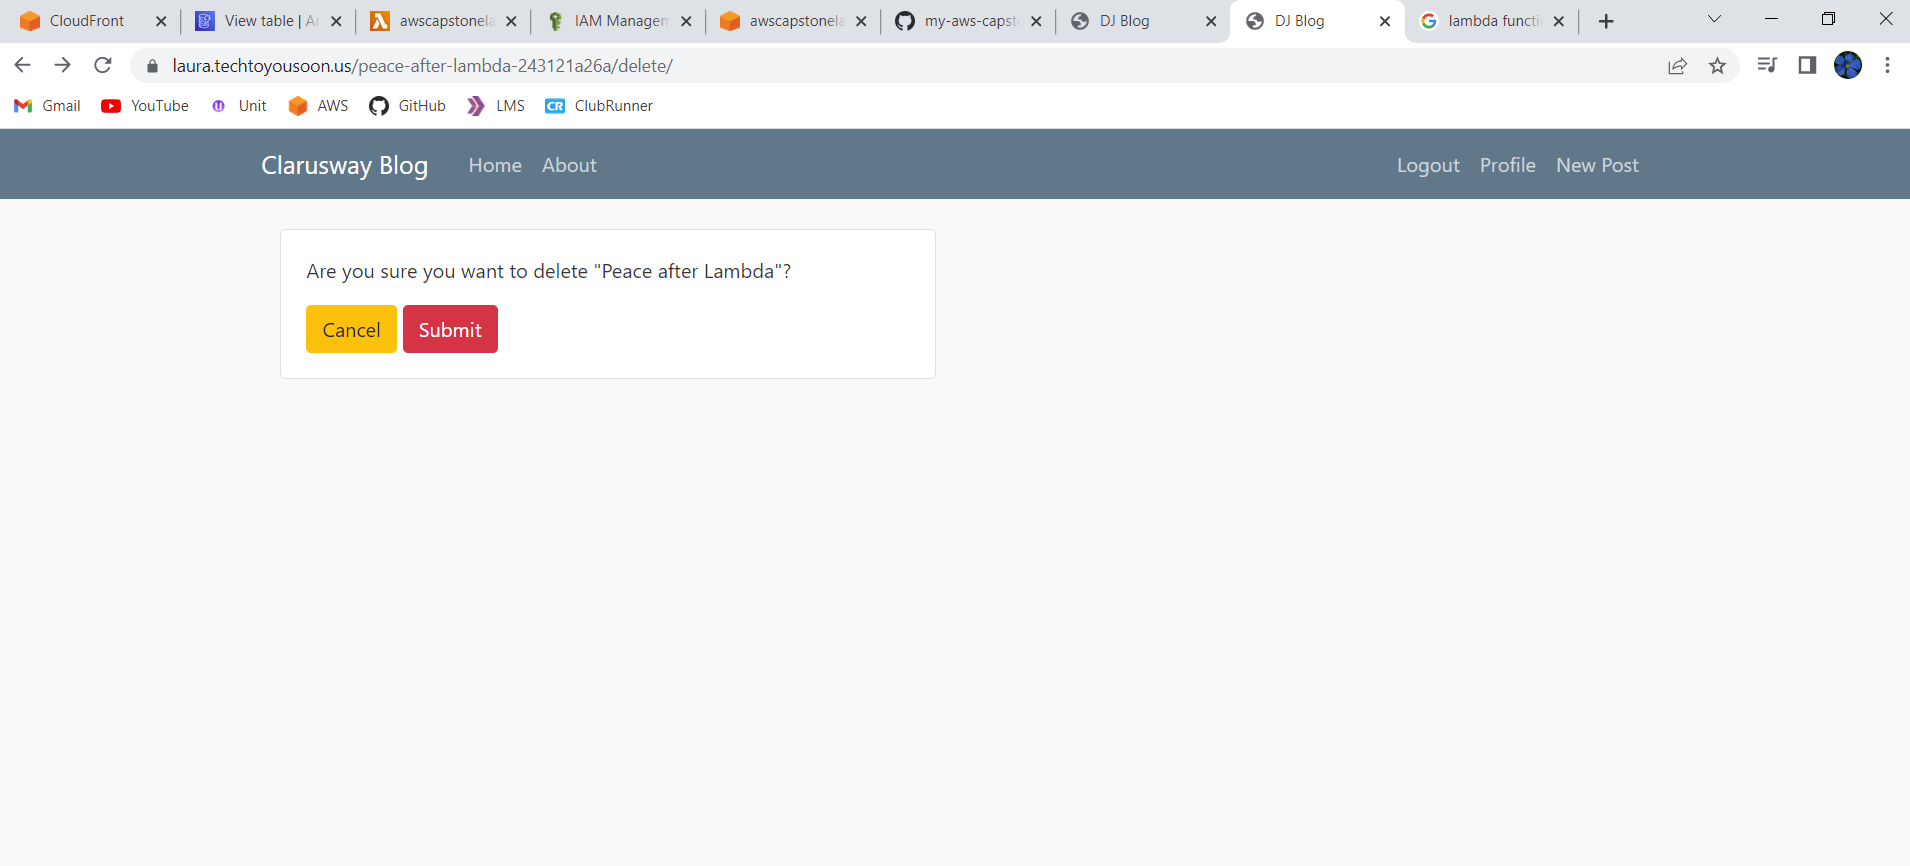 CloudFront
View table | Ar
awscapstonela
IAM Managem
awscapstonela
my-aws-capst
DJ Blog
DJ Blog
lambda functi
laura.techtoyousoon.us/peace-after-lambda-243121a26a/delete/
Gmail YouTube Unit AWS GitHub LMS CR ClubRunner
Clarusway Blog Home About Logout Profile New Post
Are you sure you want to delete "Peace after Lambda"?
Cancel Submit